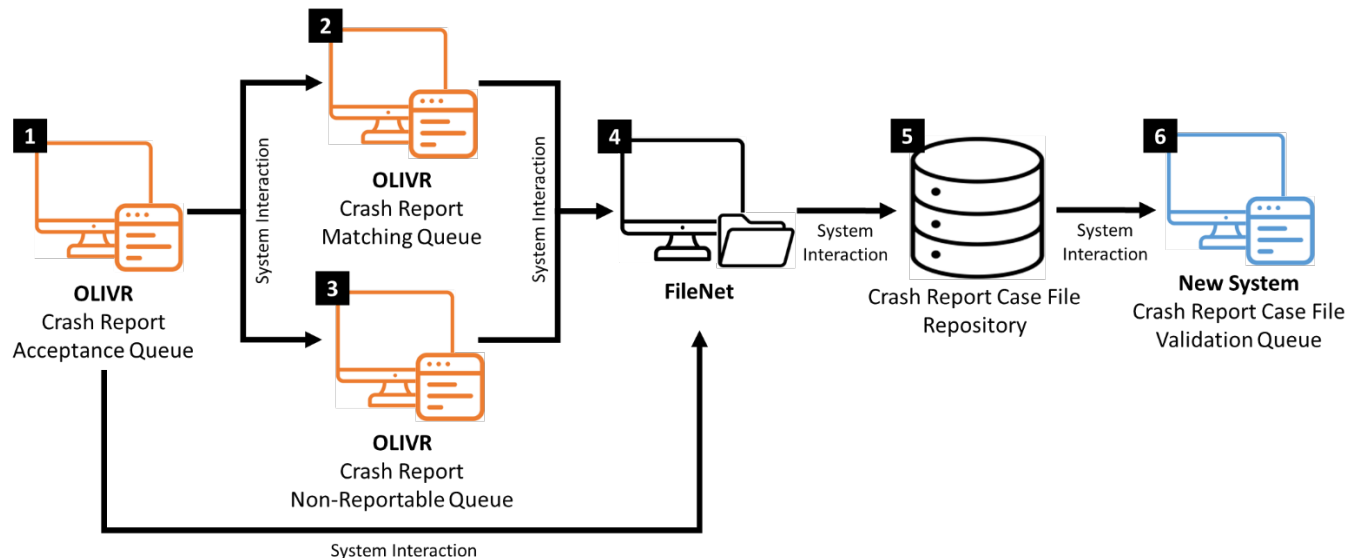 1
OLIVR
Crash Report
Acceptance Queue
System Interaction
2
OLIVR
Crash Report
Matching Queue
3
OLIVR
Crash Report
Non-Reportable Queue
System Interaction
System Interaction
4
FileNet
System
Interaction
5
Crash Report Case File
Repository
System
Interaction
6
New System
Crash Report Case File
Validation Queue